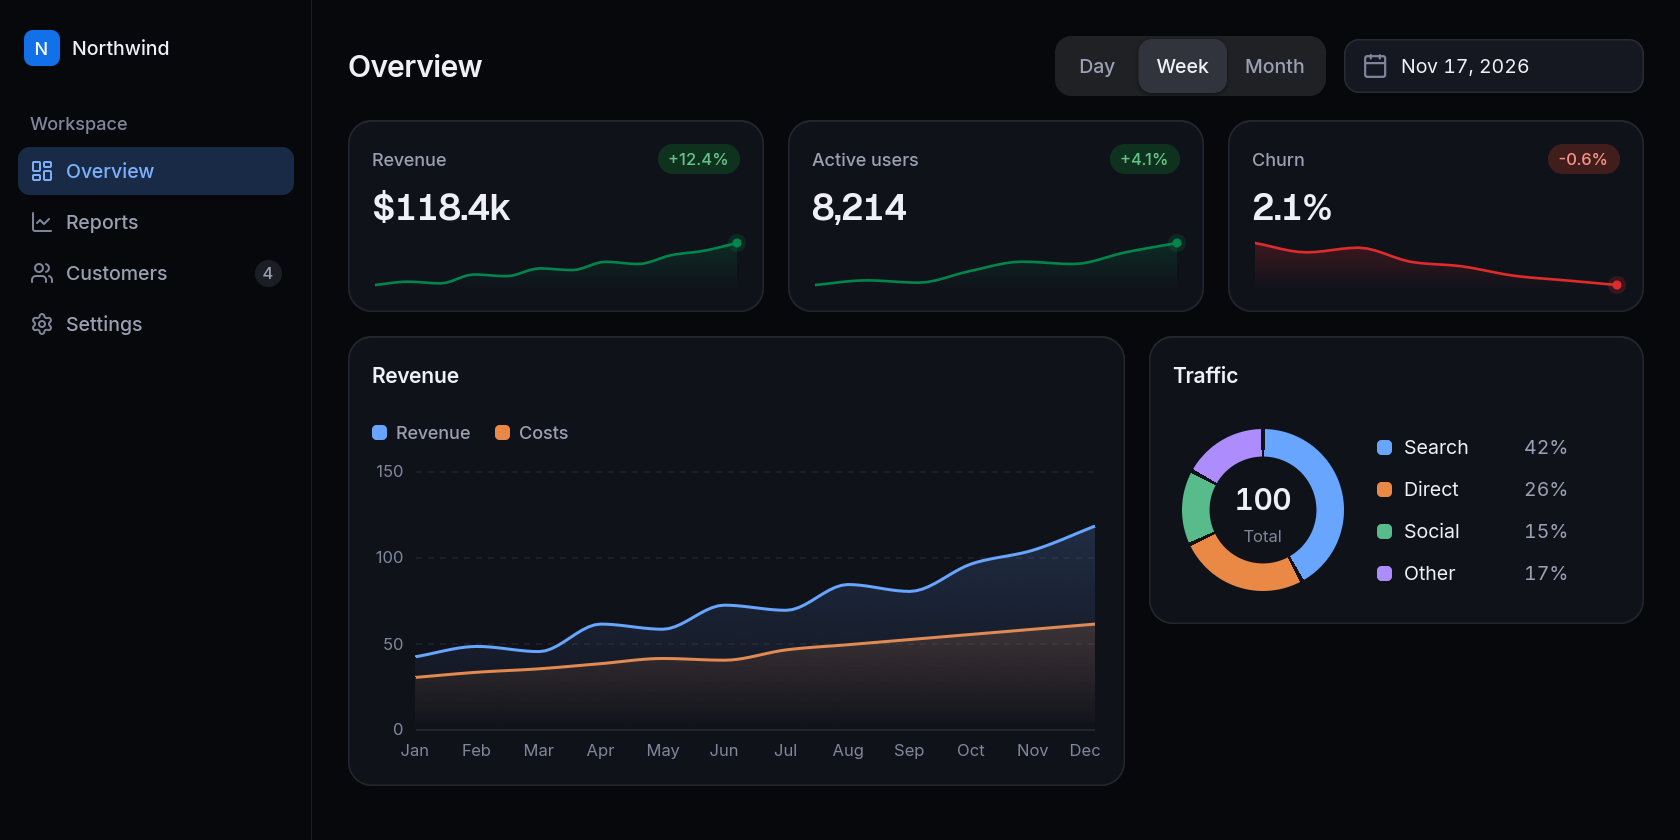 N Northwind
Workspace
Overview
Reports
Customers 4
Settings
Overview
Day Week Month
Nov 17, 2026
Revenue +12.4%
$118.4k
Active users +4.1%
8,214
Churn -0.6%
2.1%
Revenue
Revenue Costs
150
100
50
0
Jan Feb Mar Apr May Jun Jul Aug Sep Oct Nov Dec
Traffic
100
Total
Search 42%
Direct 26%
Social 15%
Other 17%